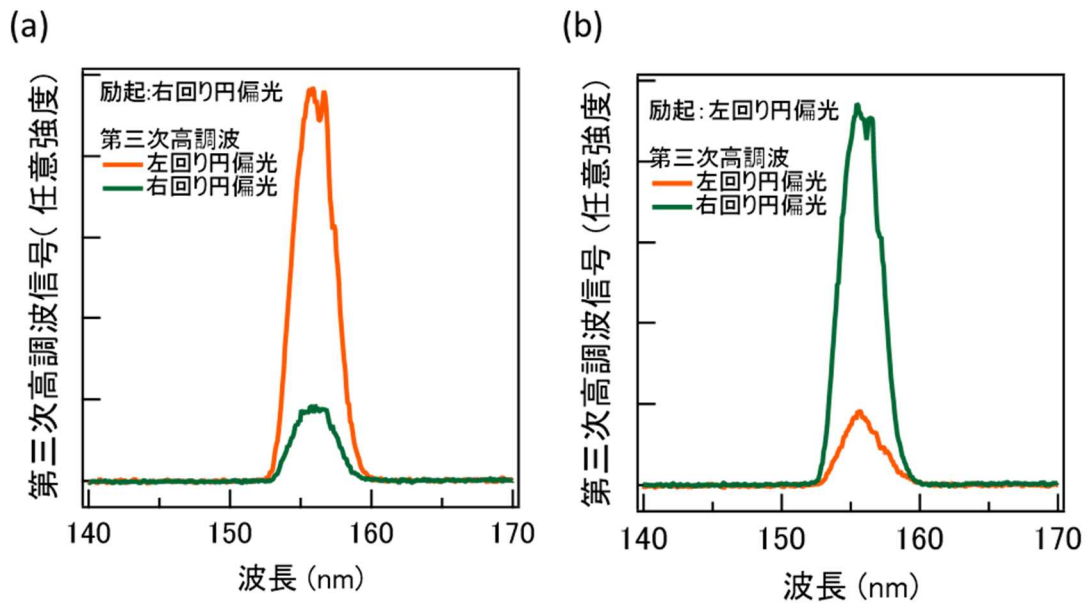 (a)
第三次高調波信号( 任意強度)
励起:右回り円偏光
第三次高調波
左回り円偏光
右回り円偏光
140
150
160
170
波長 (nm)
(b)
第三次高調波信号 (任意強度)
励起: 左回り円偏光
第三次高調波
左回り円偏光
右回り円偏光
140
150
160
170
波長 (nm)